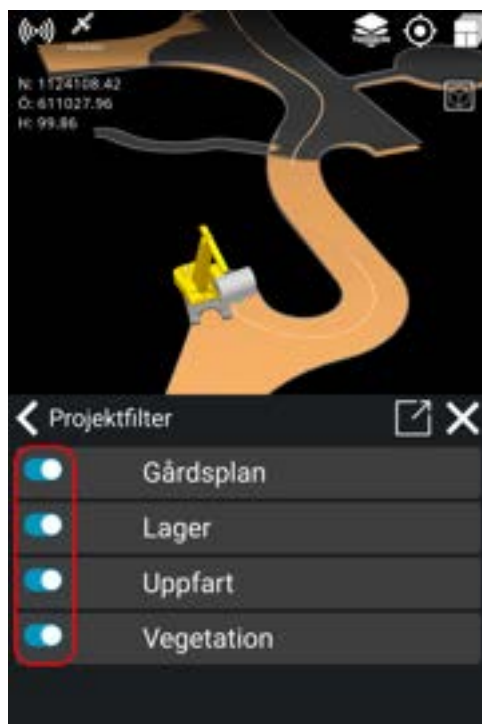 N: 1124108.42
Ö: 611027.96
H: 99.86
Projektfilter
Gårdsplan
Lager
Uppfart
Vegetation